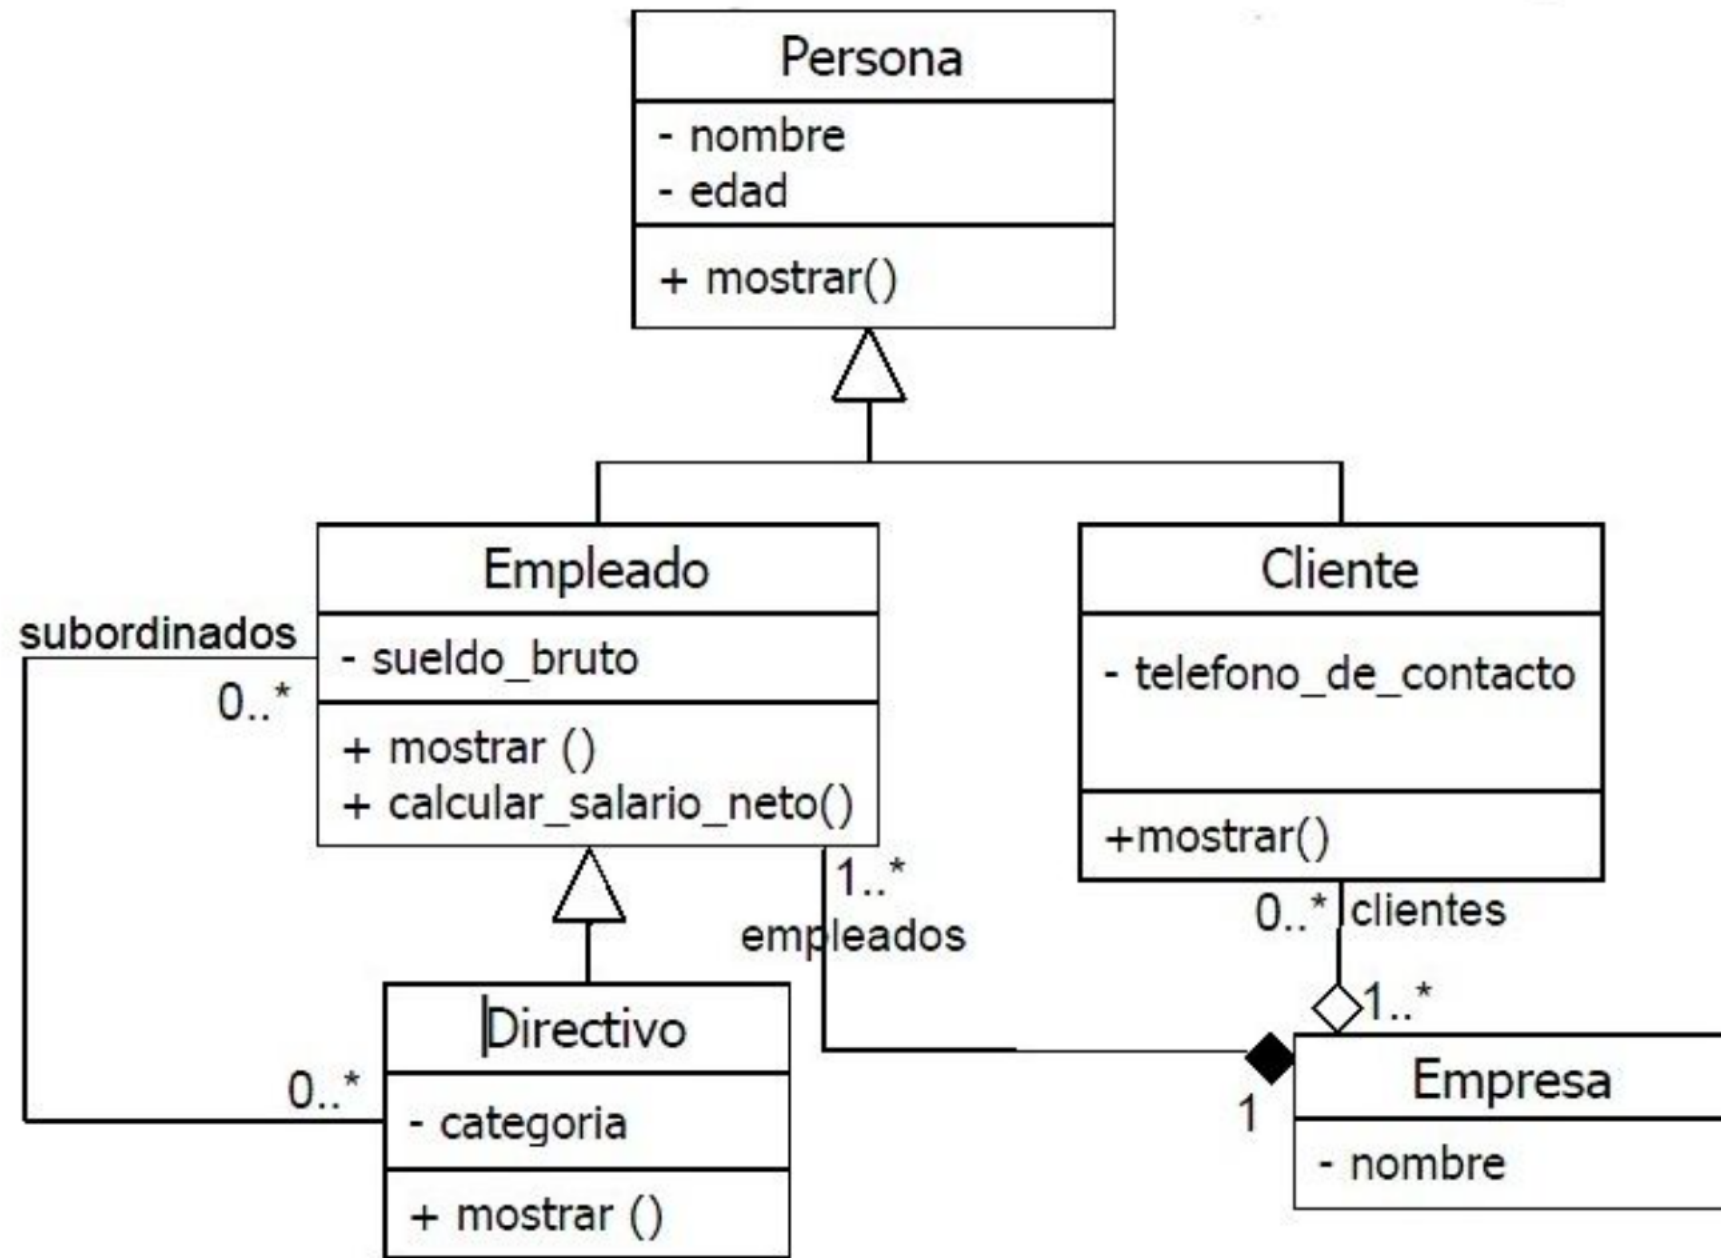 Persona
- nombre
- edad
+ mostrar()
Empleado
- sueldo_bruto
+ mostrar ()
+ calcular_salario_neto()
Cliente
- telefono_de_contacto
+mostrar()
subordinados
0..*
1..*
empleados
0..*
clientes
1..*
Directivo
- categoria
+ mostrar ()
0..*
1
Empresa
- nombre